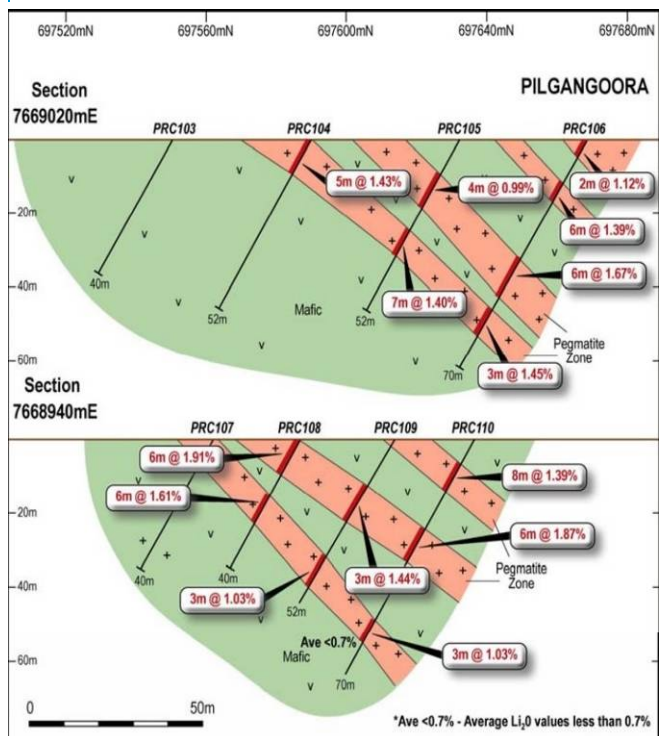 697520mN 697560mN 697600mN 697640mN 697680mN
Section
7669020mE
PILGANGOORA
PRC103 PRC104 PRC105 PRC106
5m @ 1.43%
4m @ 0.99%
2m @ 1.12%
-20m
6m @ 1.39%
6m @ 1.67%
-40m
40m
7m @ 1.40%
52m
Mafic
52m
Pegmatite
Zone
-60m
70m
3m @ 1.45%
Section
7668940mE
PRC107 PRC108 PRC109 PRC110
6m @ 1.91%
8m @ 1.39%
6m @ 1.61%
-20m
6m @ 1.87%
Pegmatite
Zone
-40m
40m
40m
3m @ 1.44%
3m @ 1.03%
52m
Ave <0.7%
Mafic
3m @ 1.03%
-60m
70m
0 50m
*Ave <0.7% - Average Li₂0 values less than 0.7%